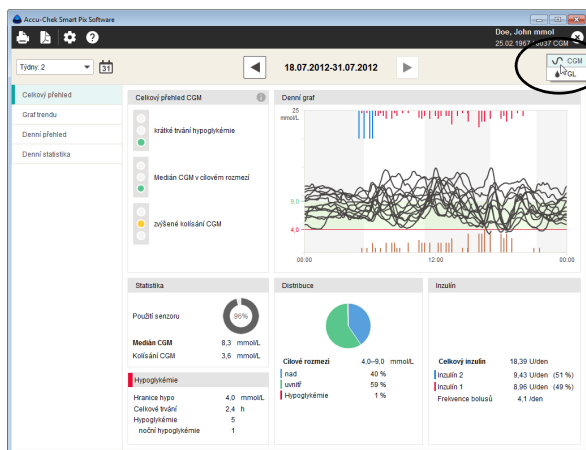 Accu-Chek Smart Pix Software
Doe, John mmol
CGM
Týdny: 2
31
18.07.2012-31.07.2012
CGM
GL
Celkový přehled
Graf trendu
Denní přehled
Denní statistika
Celkový přehled CGM
krátké trvání hypoglykémie
Medián CGM v cílovém rozmezí
zvýšené kolísání CGM
Denní graf
25
mmol/L
9,0
4,0
00:00 12:00 00:00
Statistika
Použití senzoru 96%
Medián CGM 8,3 mmol/L
Kolísání CGM 3,6 mmol/L
Hypoglykémie
Hranice hypo 4,0 mmol/L
Celkové trvání 2,4 h
Hypoglykémie 5
noční hypoglykémie 1
Distribuce
Cílové rozmezí 4,0–9,0 mmol/L
nad 40 %
uvnitř 59 %
Hypoglykémie 1 %
Inzulín
Celkový inzulín 18,39 U/den
Inzulín 2 9,43 U/den (51 %)
Inzulín 1 8,96 U/den (49 %)
Frekvence bolusů 4,1 /den